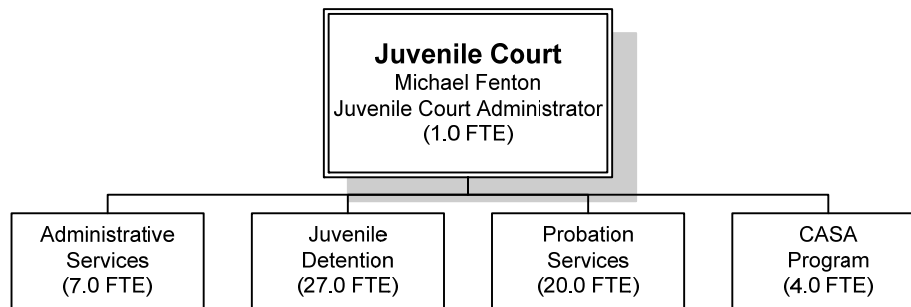 Juvenile Court
Michael Fenton
Juvenile Court Administrator
(1.0 FTE)
Administrative
Services
(7.0 FTE)
Juvenile
Detention
(27.0 FTE)
Probation
Services
(20.0 FTE)
CASA
Program
(4.0 FTE)